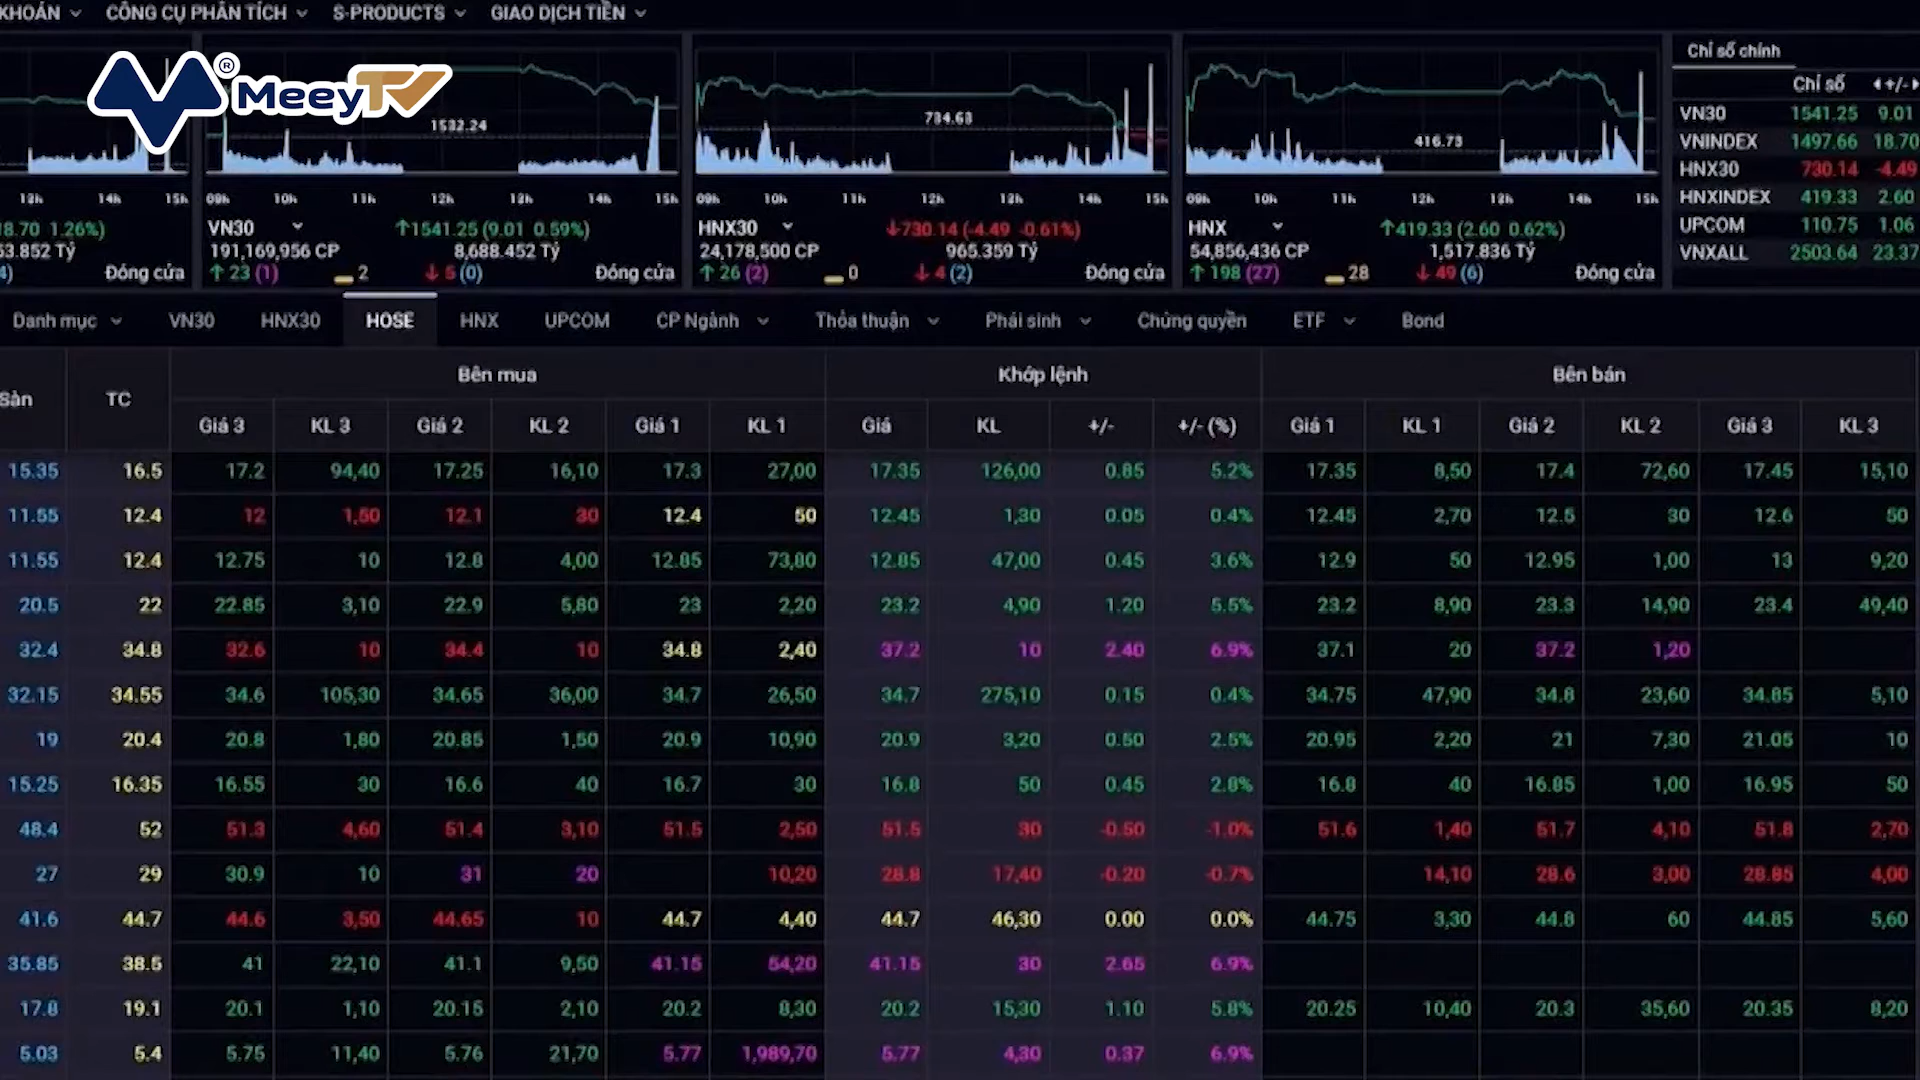 KHOÁN CÔNG CỤ PHÂN TÍCH S-PRODUCTS GIAO DỊCH TIỀN
MeeyTV ®
1532.24
734.63
416.73
13h 14h 15h
09h 10h 11h 12h 13h 14h 15h
09h 10h 11h 12h 13h 14h 15h
09h 10h 11h 12h 13h 14h 15h
8.70 1.26%)
53.852 Tỷ
4) Đóng cửa
VN30 ↑1541.25 (9.01 0.59%)
191,169,956 CP 8,688.452 Tỷ
↑23 (1) 2 ↓5 (0) Đóng cửa
HNX30 ↓730.14 (-4.49 -0.61%)
24,178,500 CP 965.359 Tỷ
↑26 (2) 0 ↓4 (2) Đóng cửa
HNX ↑419.33 (2.60 0.62%)
54,856,436 CP 1,517.836 Tỷ
↑198 (27) 28 ↓49 (6) Đóng cửa
Chỉ số chính
Chỉ số +/-
VN30 1541.25 9.01
VNINDEX 1497.66 18.70
HNX30 730.14 -4.49
HNXINDEX 419.33 2.60
UPCOM 110.75 1.06
VNXALL 2503.64 23.37
Danh mục VN30 HNX30 HOSE HNX UPCOM CP Ngành Thỏa thuận Phái sinh Chứng quyền ETF Bond
Sàn TC Bên mua Khớp lệnh Bên bán
Giá 3 KL 3 Giá 2 KL 2 Giá 1 KL 1 Giá KL +/- +/- (%) Giá 1 KL 1 Giá 2 KL 2 Giá 3 KL 3
15.35 16.5 17.2 94,40 17.25 16,10 17.3 27,00 17.35 126,00 0.85 5.2% 17.35 8,50 17.4 72,60 17.45 15,10
11.55 12.4 12 1,50 12.1 30 12.4 50 12.45 1,30 0.05 0.4% 12.45 2,70 12.5 30 12.6 50
11.55 12.4 12.75 10 12.8 4,00 12.85 73,80 12.85 47,00 0.45 3.6% 12.9 50 12.95 1,00 13 9,20
20.5 22 22.85 3,10 22.9 5,80 23 2,20 23.2 4,90 1.20 5.5% 23.2 8,90 23.3 14,90 23.4 49,40
32.4 34.8 32.6 10 34.4 10 34.8 2,40 37.2 10 2.40 6.9% 37.1 20 37.2 1,20
32.15 34.55 34.6 105,30 34.65 36,00 34.7 26,50 34.7 275,10 0.15 0.4% 34.75 47,90 34.8 23,60 34.85 5,10
19 20.4 20.8 1,80 20.85 1,50 20.9 10,90 20.9 3,20 0.50 2.5% 20.95 2,20 21 7,30 21.05 10
15.25 16.35 16.55 30 16.6 40 16.7 30 16.8 50 0.45 2.8% 16.8 40 16.85 1,00 16.95 50
48.4 52 51.3 4,60 51.4 3,10 51.5 2,50 51.5 30 -0.50 -1.0% 51.6 1,40 51.7 4,10 51.8 2,70
27 29 30.9 10 31 20 10,20 28.8 17,40 -0.20 -0.7% 14,10 28.6 3,00 28.85 4,00
41.6 44.7 44.6 3,50 44.65 10 44.7 4,40 44.7 46,30 0.00 0.0% 44.75 3,30 44.8 60 44.85 5,60
35.85 38.5 41 22,10 41.1 9,50 41.15 54,20 41.15 30 2.65 6.9%
17.8 19.1 20.1 1,10 20.15 2,10 20.2 8,30 20.2 15,30 1.10 5.8% 20.25 10,40 20.3 35,60 20.35 8,20
5.03 5.4 5.75 11,40 5.76 21,70 5.77 1,989,70 5.77 4,30 0.37 6.9%